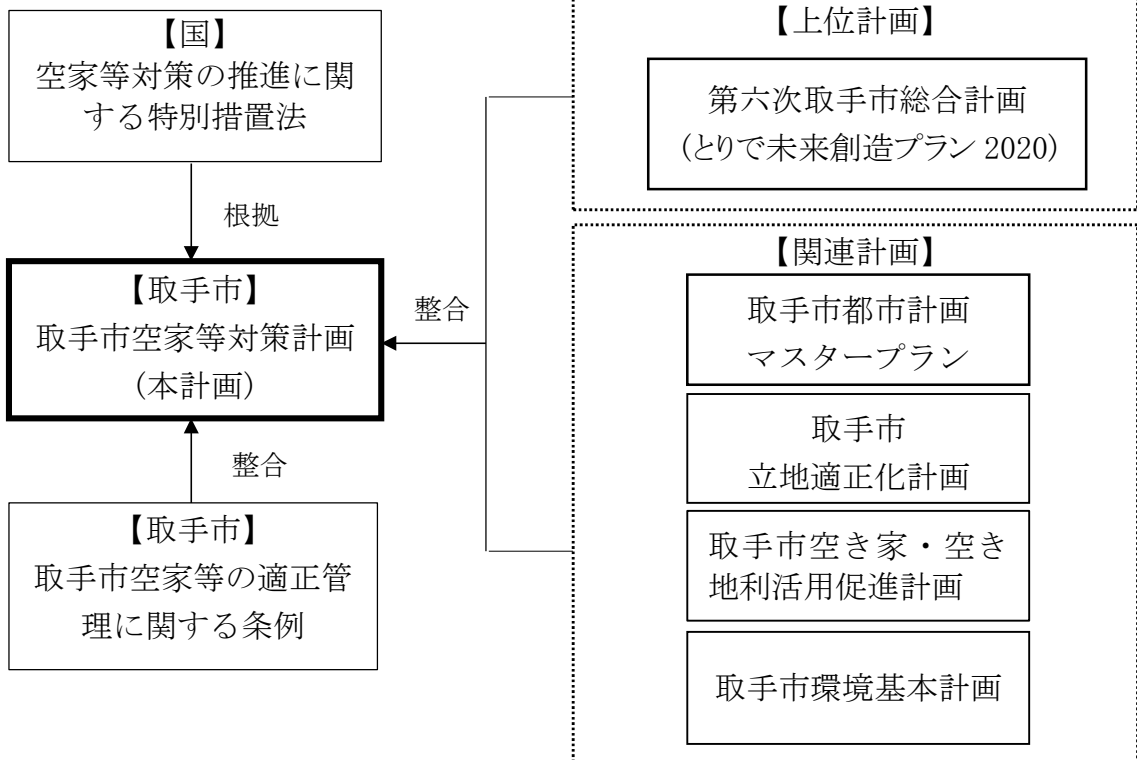 【国】
空家等対策の推進に関
する特別措置法
根拠
【取手市】
取手市空家等対策計画
(本計画)
整合
整合
【取手市】
取手市空家等の適正管
理に関する条例
【上位計画】
第六次取手市総合計画
(とりで未来創造プラン 2020)
【関連計画】
取手市都市計画
マスタープラン
取手市
立地適正化計画
取手市空き家・空き
地利活用促進計画
取手市環境基本計画